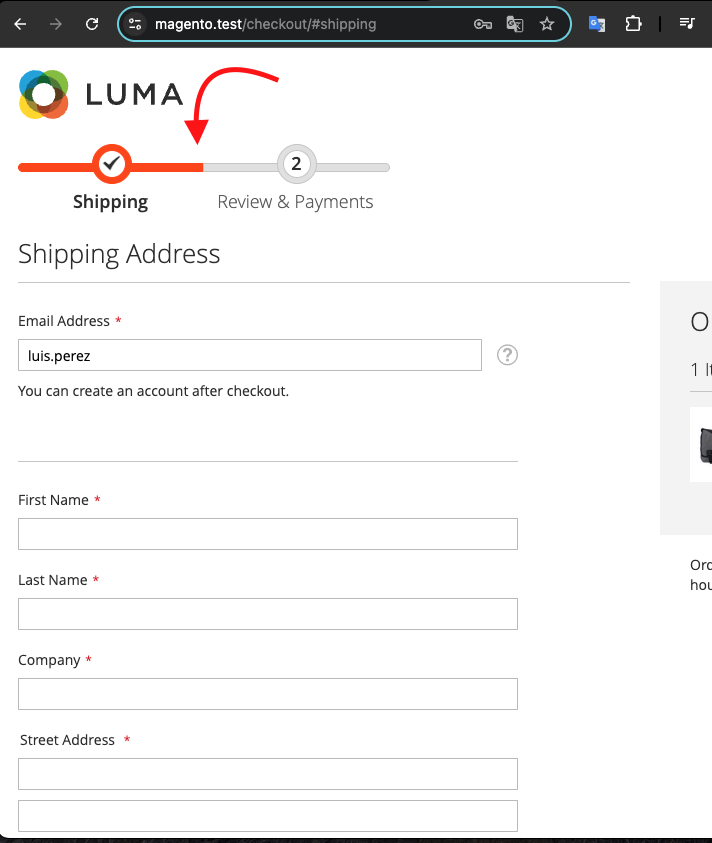 magento.test/checkout/#shipping
LUMA
2
Shipping
Review & Payments
Shipping Address
Email Address *
luis.perez
?
You can create an account after checkout.
O
1 It
First Name *
Last Name *
Ord
hou
Company *
Street Address *